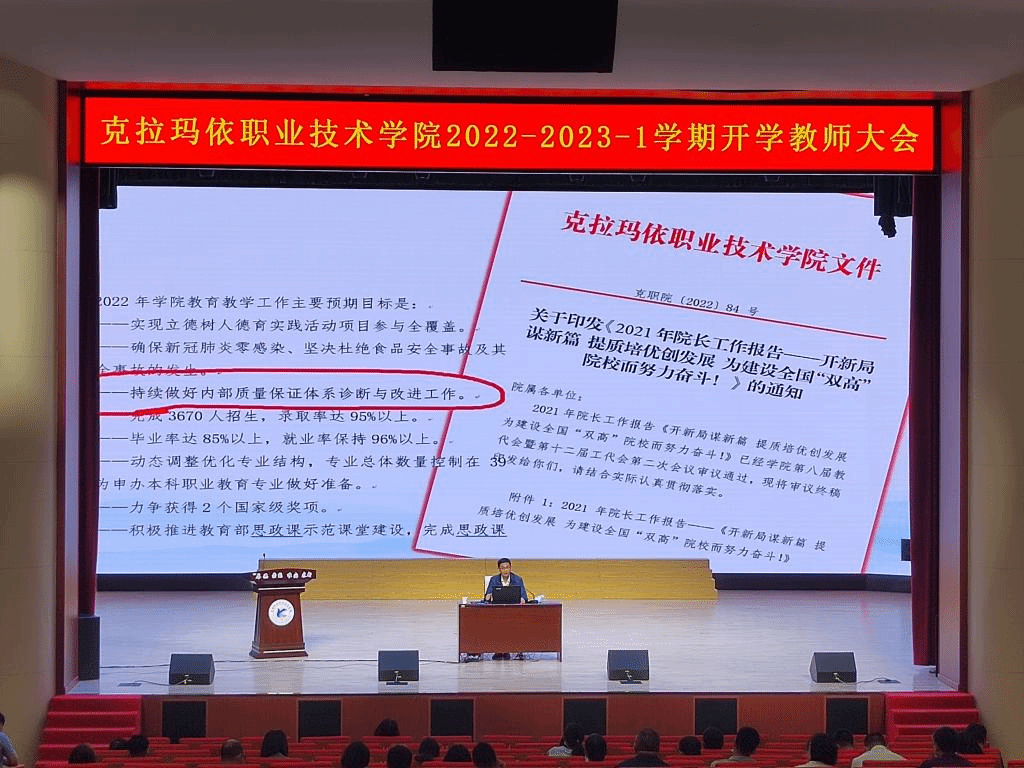 克拉玛依职业技术学院2022-2023-1学期开学教师大会
2022 年学院教育教学工作主要预期目标是：
——实现立德树人德育实践活动项目参与全覆盖。
——确保新冠肺炎零感染、坚决杜绝食品安全事故及其
全事故的发生。
——持续做好内部质量保证体系诊断与改进工作。
——完成 3670 人招生，录取率达 95%以上。
——毕业率达 85%以上，就业率保持 96%以上。
——动态调整优化专业结构，专业总体数量控制在 39
为申办本科职业教育专业做好准备。
——力争获得 2 个国家级奖项。
——积极推进教育部思政课示范课堂建设，完成思政课
克拉玛依职业技术学院文件
克职院〔2022〕84 号
关于印发《2021 年院长工作报告——开新局
谋新篇 提质培优创发展 为建设全国“双高”
院校而努力奋斗！》的通知
院属各单位：
2021 年院长工作报告《开新局谋新篇 提质培优创发展
为建设全国“双高”院校而努力奋斗！》已经学院第八届教
代会暨第十二届工代会第二次会议审议通过，现将审议终稿
印发给你们，请结合实际认真贯彻落实。
附件 1：2021 年院长工作报告——《开新局谋新篇 提
质培优创发展 为建设全国“双高”院校而努力奋斗！》